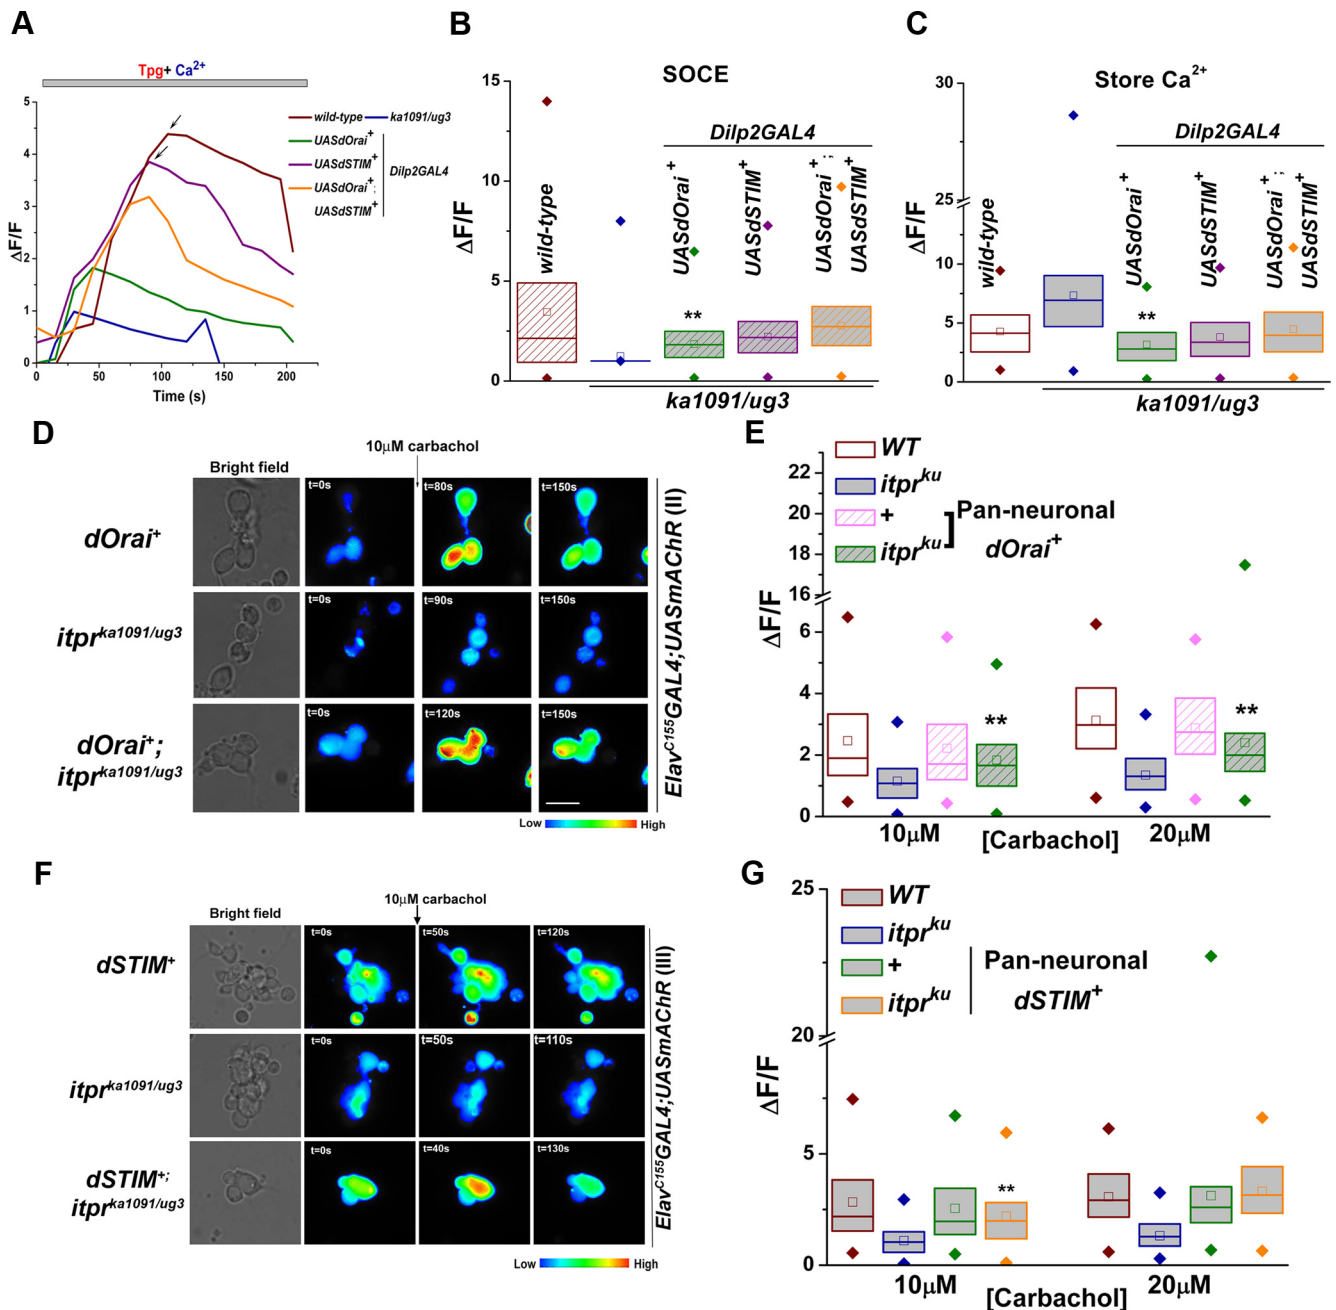 A
Tpg+ Ca2+
ΔF/F
5
4
3
2
1
0
0 50 100 150 200
Time (s)
wild-type
ka1091/ug3
UASdOrai+
UASdSTIM+
UASdOrai+;
UASdSTIM+
Dilp2GAL4
B
SOCE
Dilp2GAL4
ΔF/F
15
10
5
0
wild-type
UASdOrai+
UASdSTIM+
UASdOrai+
UASdSTIM+
**
ka1091/ug3
C
Store Ca2+
Dilp2GAL4
ΔF/F
30
25
10
5
0
wild-type
UASdOrai+
UASdSTIM+
UASdOrai+
UASdSTIM+
**
ka1091/ug3
D
10μM carbachol
Bright field
dOrai+
t=0s
t=80s
t=150s
itprka1091/ug3
t=0s
t=90s
t=150s
dOrai+;
itprka1091/ug3
t=0s
t=120s
t=150s
Low High
ElavC155GAL4;UASmAChR (II)
E
WT
itprku
+
itprku
Pan-neuronal
dOrai+
ΔF/F
22
20
18
16
6
4
2
0
**
**
10μM
[Carbachol]
20μM
F
10μM carbachol
Bright field
dSTIM+
t=0s
t=50s
t=120s
itprka1091/ug3
t=0s
t=50s
t=110s
dSTIM+;
itprka1091/ug3
t=0s
t=40s
t=130s
Low High
ElavC155GAL4;UASmAChR (III)
G
WT
itprku
+
itprku
Pan-neuronal
dSTIM+
ΔF/F
25
20
5
0
**
10μM
[Carbachol]
20μM